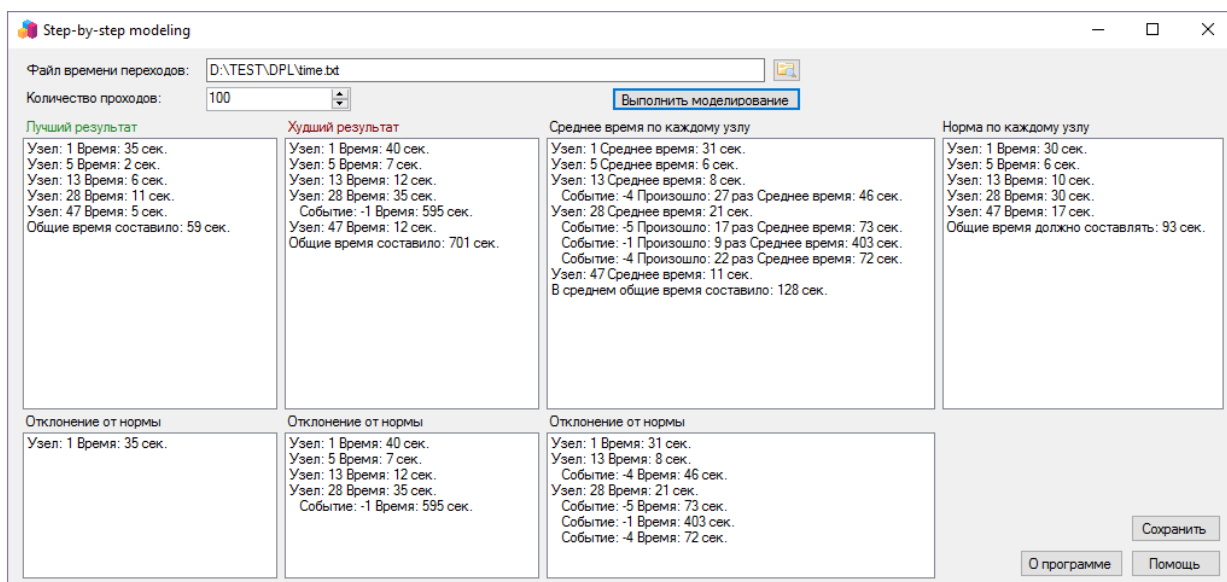 Step-by-step modeling
Файл времени переходов: D:\TEST\DPL\time.txt
Количество проходов: 100 Выполнить моделирование
Лучший результат
Узел: 1 Время: 35 сек.
Узел: 5 Время: 2 сек.
Узел: 13 Время: 6 сек.
Узел: 28 Время: 11 сек.
Узел: 47 Время: 5 сек.
Общие время составило: 59 сек.
Худший результат
Узел: 1 Время: 40 сек.
Узел: 5 Время: 7 сек.
Узел: 13 Время: 12 сек.
Узел: 28 Время: 35 сек.
Событие: -1 Время: 595 сек.
Узел: 47 Время: 12 сек.
Общие время составило: 701 сек.
Среднее время по каждому узлу
Узел: 1 Среднее время: 31 сек.
Узел: 5 Среднее время: 6 сек.
Узел: 13 Среднее время: 8 сек.
Событие: -4 Произошло: 27 раз Среднее время: 46 сек.
Узел: 28 Среднее время: 21 сек.
Событие: -5 Произошло: 17 раз Среднее время: 73 сек.
Событие: -1 Произошло: 9 раз Среднее время: 403 сек.
Событие: -4 Произошло: 22 раз Среднее время: 72 сек.
Узел: 47 Среднее время: 11 сек.
В среднем общие время составило: 128 сек.
Норма по каждому узлу
Узел: 1 Время: 30 сек.
Узел: 5 Время: 6 сек.
Узел: 13 Время: 10 сек.
Узел: 28 Время: 30 сек.
Узел: 47 Время: 17 сек.
Общие время должно составлять: 93 сек.
Отклонение от нормы
Узел: 1 Время: 35 сек.
Отклонение от нормы
Узел: 1 Время: 40 сек.
Узел: 5 Время: 7 сек.
Узел: 13 Время: 12 сек.
Узел: 28 Время: 35 сек.
Событие: -1 Время: 595 сек.
Отклонение от нормы
Узел: 1 Время: 31 сек.
Узел: 13 Время: 8 сек.
Событие: -4 Время: 46 сек.
Узел: 28 Время: 21 сек.
Событие: -5 Время: 73 сек.
Событие: -1 Время: 403 сек.
Событие: -4 Время: 72 сек.
Сохранить
О программе Помощь